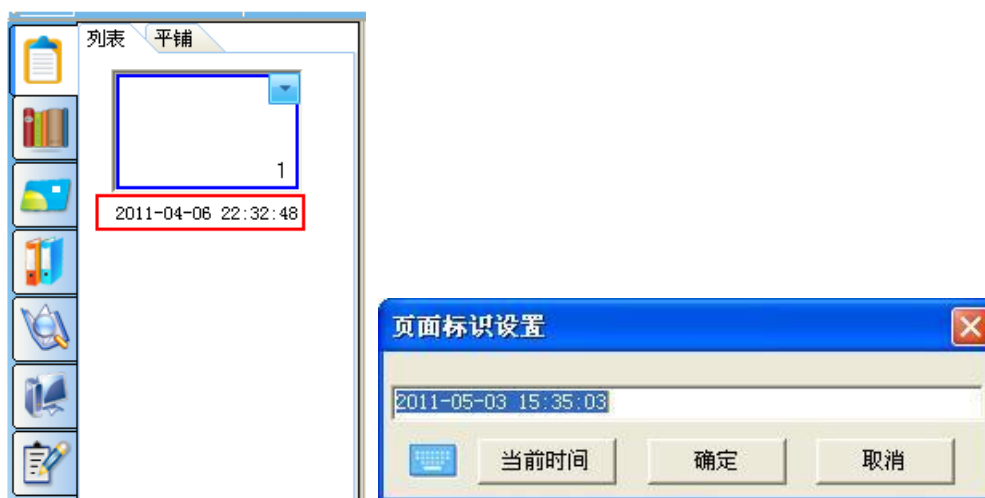 列表 平铺
1
2011-04-06 22:32:48
页面标识设置
2011-05-03 15:35:03
当前时间 确定 取消